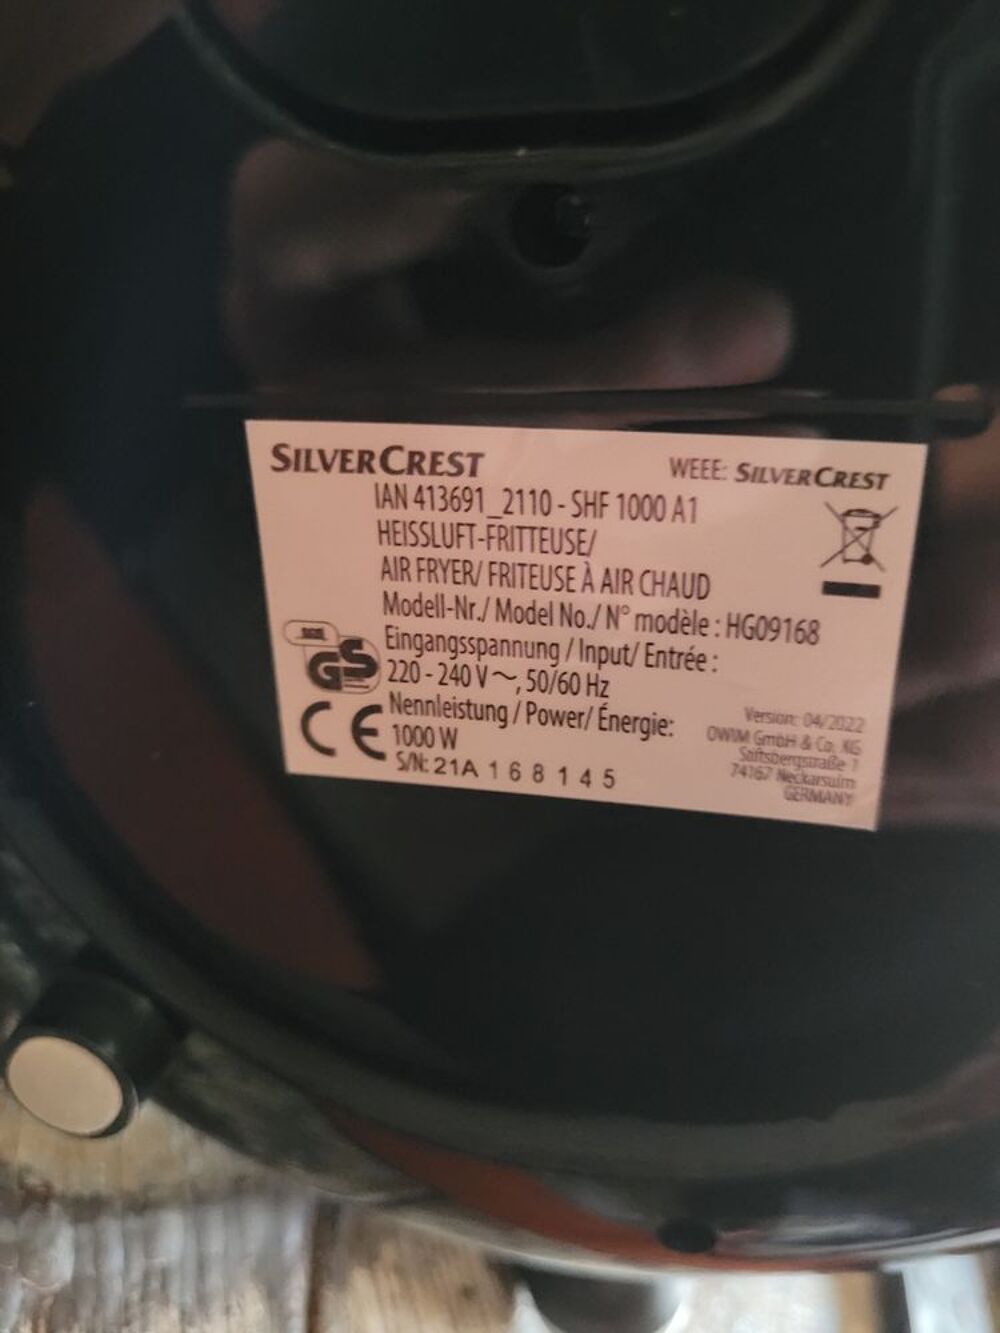 SILVERCREST WEEE: SILVERCREST
IAN 413691_2110 - SHF 1000 A1
HEISSLUFT-FRITTEUSE/
AIR FRYER/ FRITEUSE À AIR CHAUD
Modell-Nr./ Model No./ N° modèle : HG09168
Eingangsspannung / Input/ Entrée :
220 - 240 V~, 50/60 Hz
Nennleistung / Power/ Énergie:
1000 W
S/N: 21A 168145
GS
CE
Version: 04/2022
OWIM GmbH & Co. KG
Stiftsbergstraße 1
74167 Neckarsulm
GERMANY